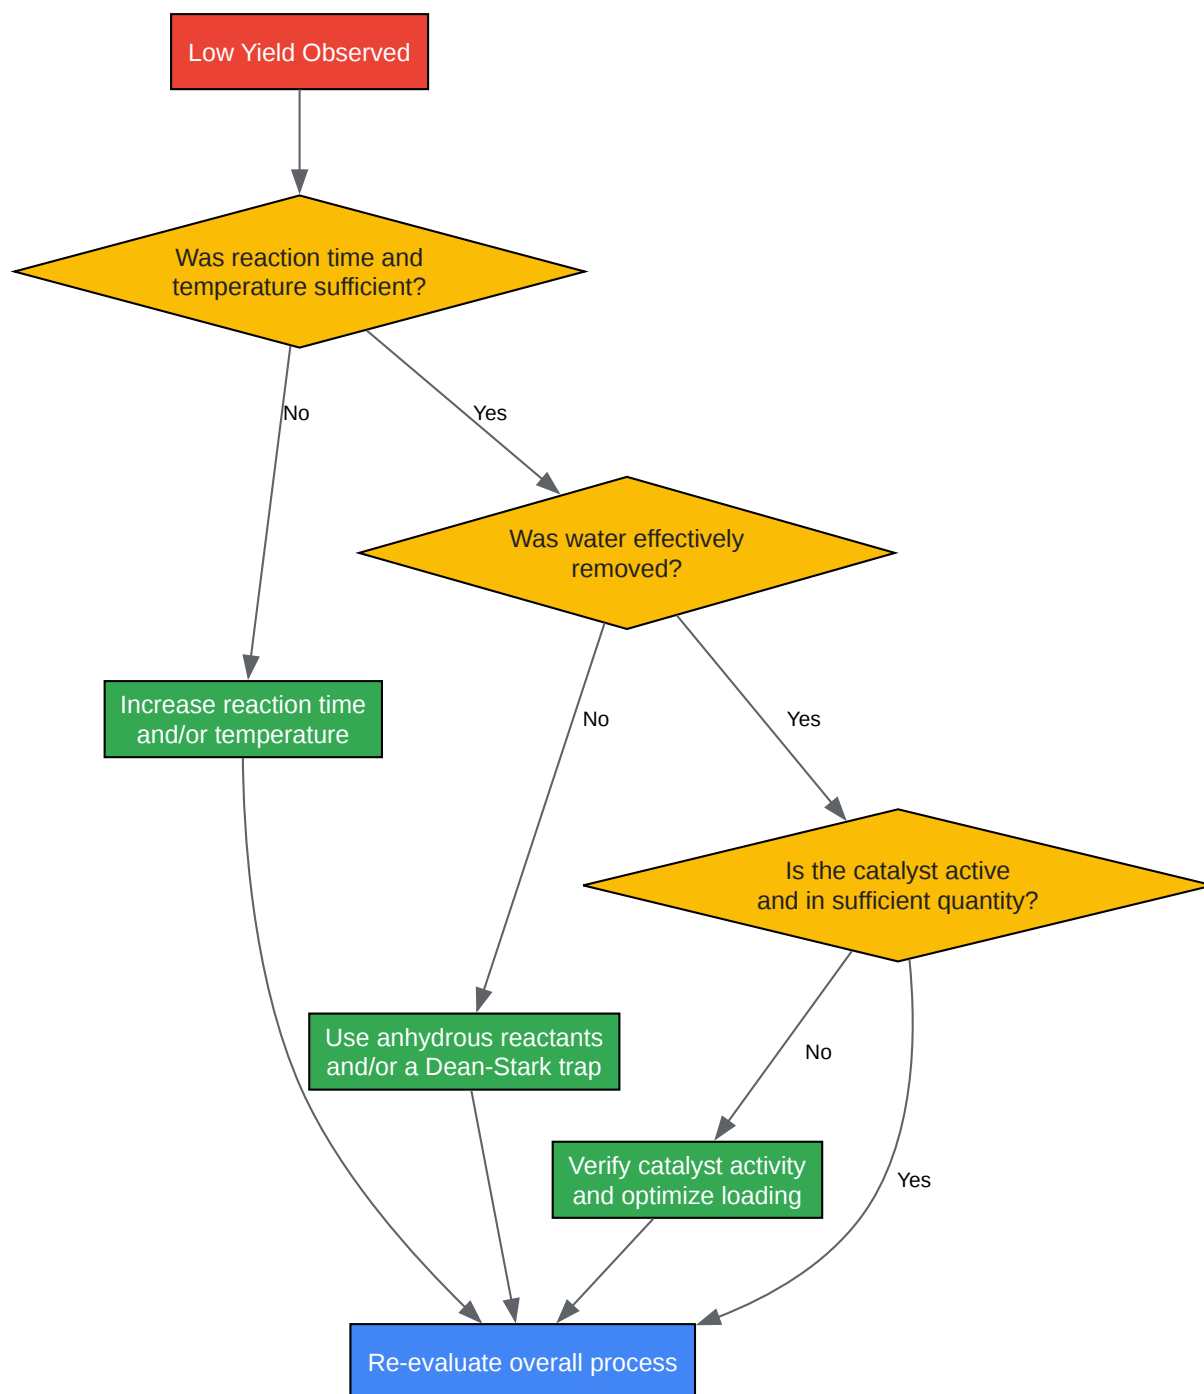 Low Yield Observed
Was reaction time and
temperature sufficient?
No
Yes
Was water effectively
removed?
Increase reaction time
and/or temperature
No
Yes
Is the catalyst active
and in sufficient quantity?
Use anhydrous reactants
and/or a Dean-Stark trap
No
Verify catalyst activity
and optimize loading
Yes
Re-evaluate overall process